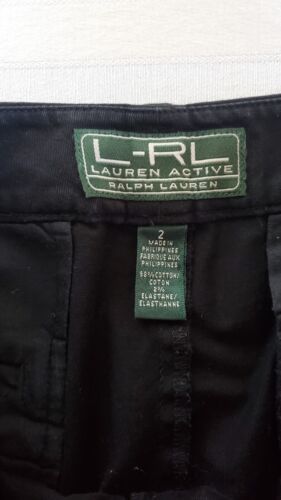 L-RL
LAUREN ACTIVE
RALPH LAUREN
2
MADE IN
PHILIPPINES
FABRIQUE AUX
PHILIPPINES
98% COTTON/
COTON
2%
ELASTANE/
ELASTHANNE